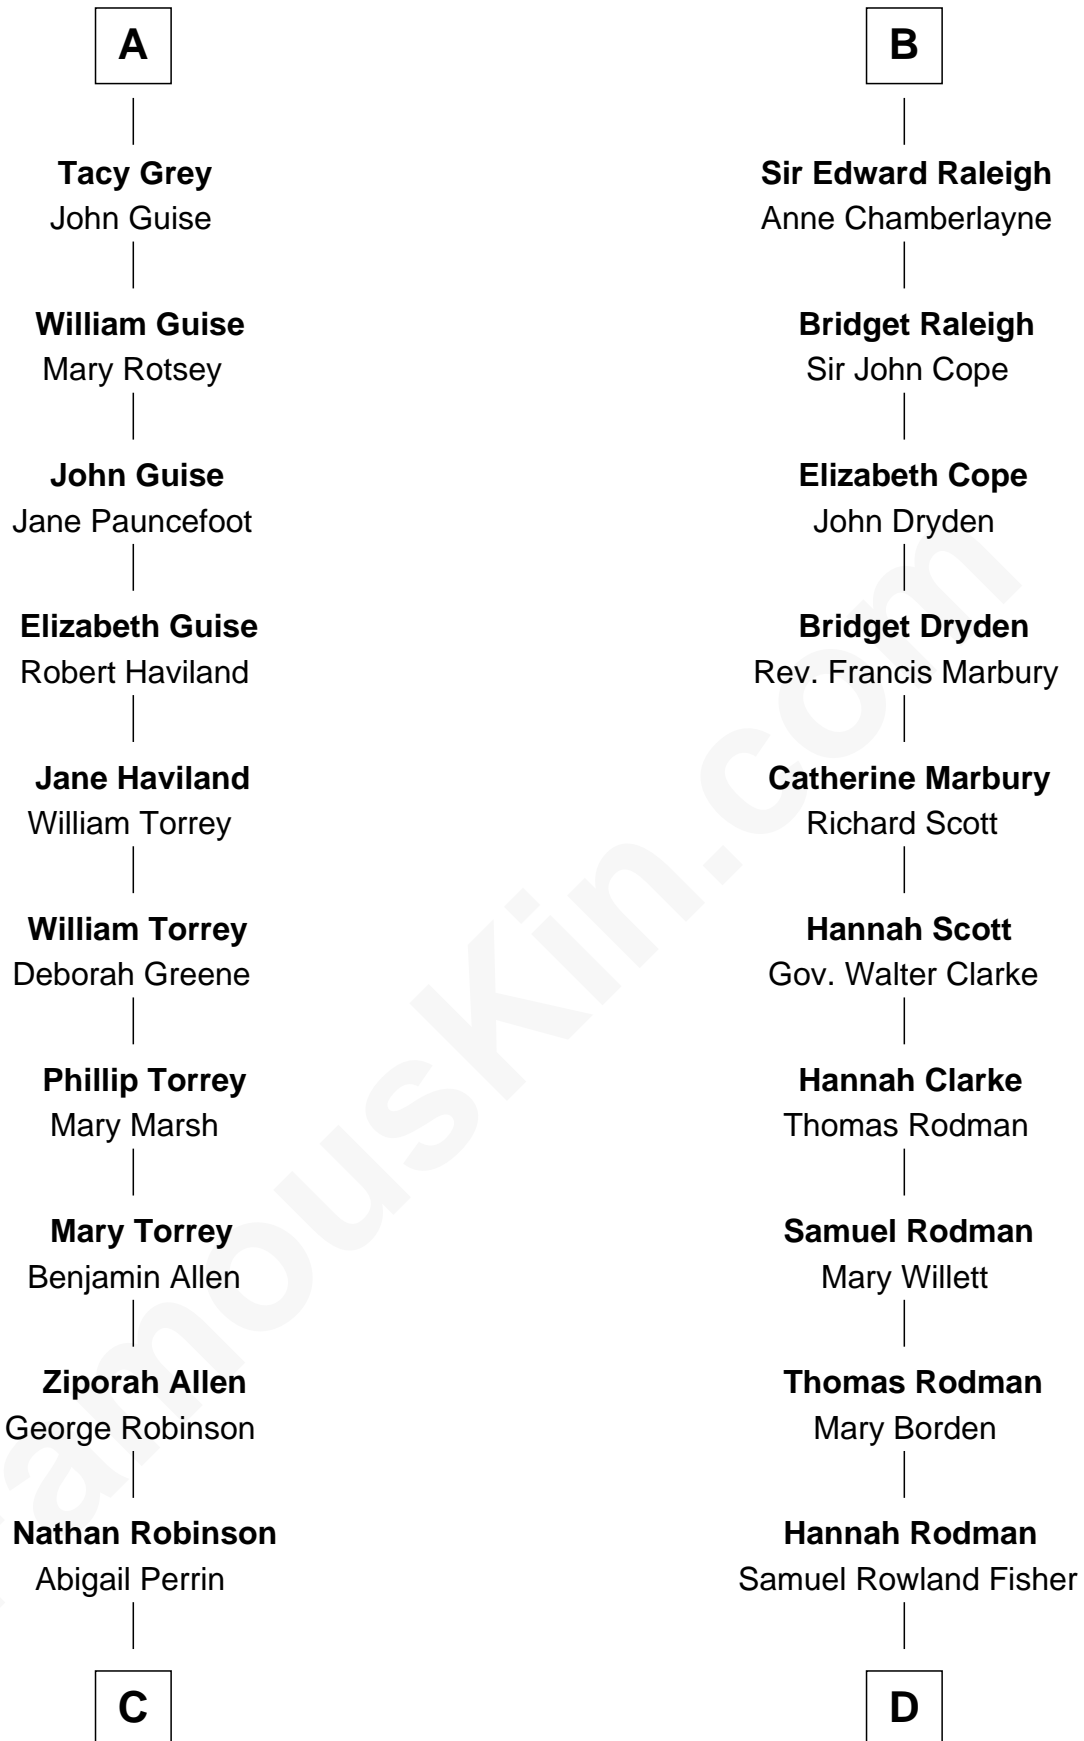 A
Tacy Grey
John Guise
William Guise
Mary Rotsey
John Guise
Jane Pauncefoot
Elizabeth Guise
Robert Haviland
Jane Haviland
William Torrey
William Torrey
Deborah Greene
Phillip Torrey
Mary Marsh
Mary Torrey
Benjamin Allen
Ziporah Allen
George Robinson
Nathan Robinson
Abigail Perrin
C
B
Sir Edward Raleigh
Anne Chamberlayne
Bridget Raleigh
Sir John Cope
Elizabeth Cope
John Dryden
Bridget Dryden
Rev. Francis Marbury
Catherine Marbury
Richard Scott
Hannah Scott
Gov. Walter Clarke
Hannah Clarke
Thomas Rodman
Samuel Rodman
Mary Willett
Thomas Rodman
Mary Borden
Hannah Rodman
Samuel Rowland Fisher
D
FamousKin.com